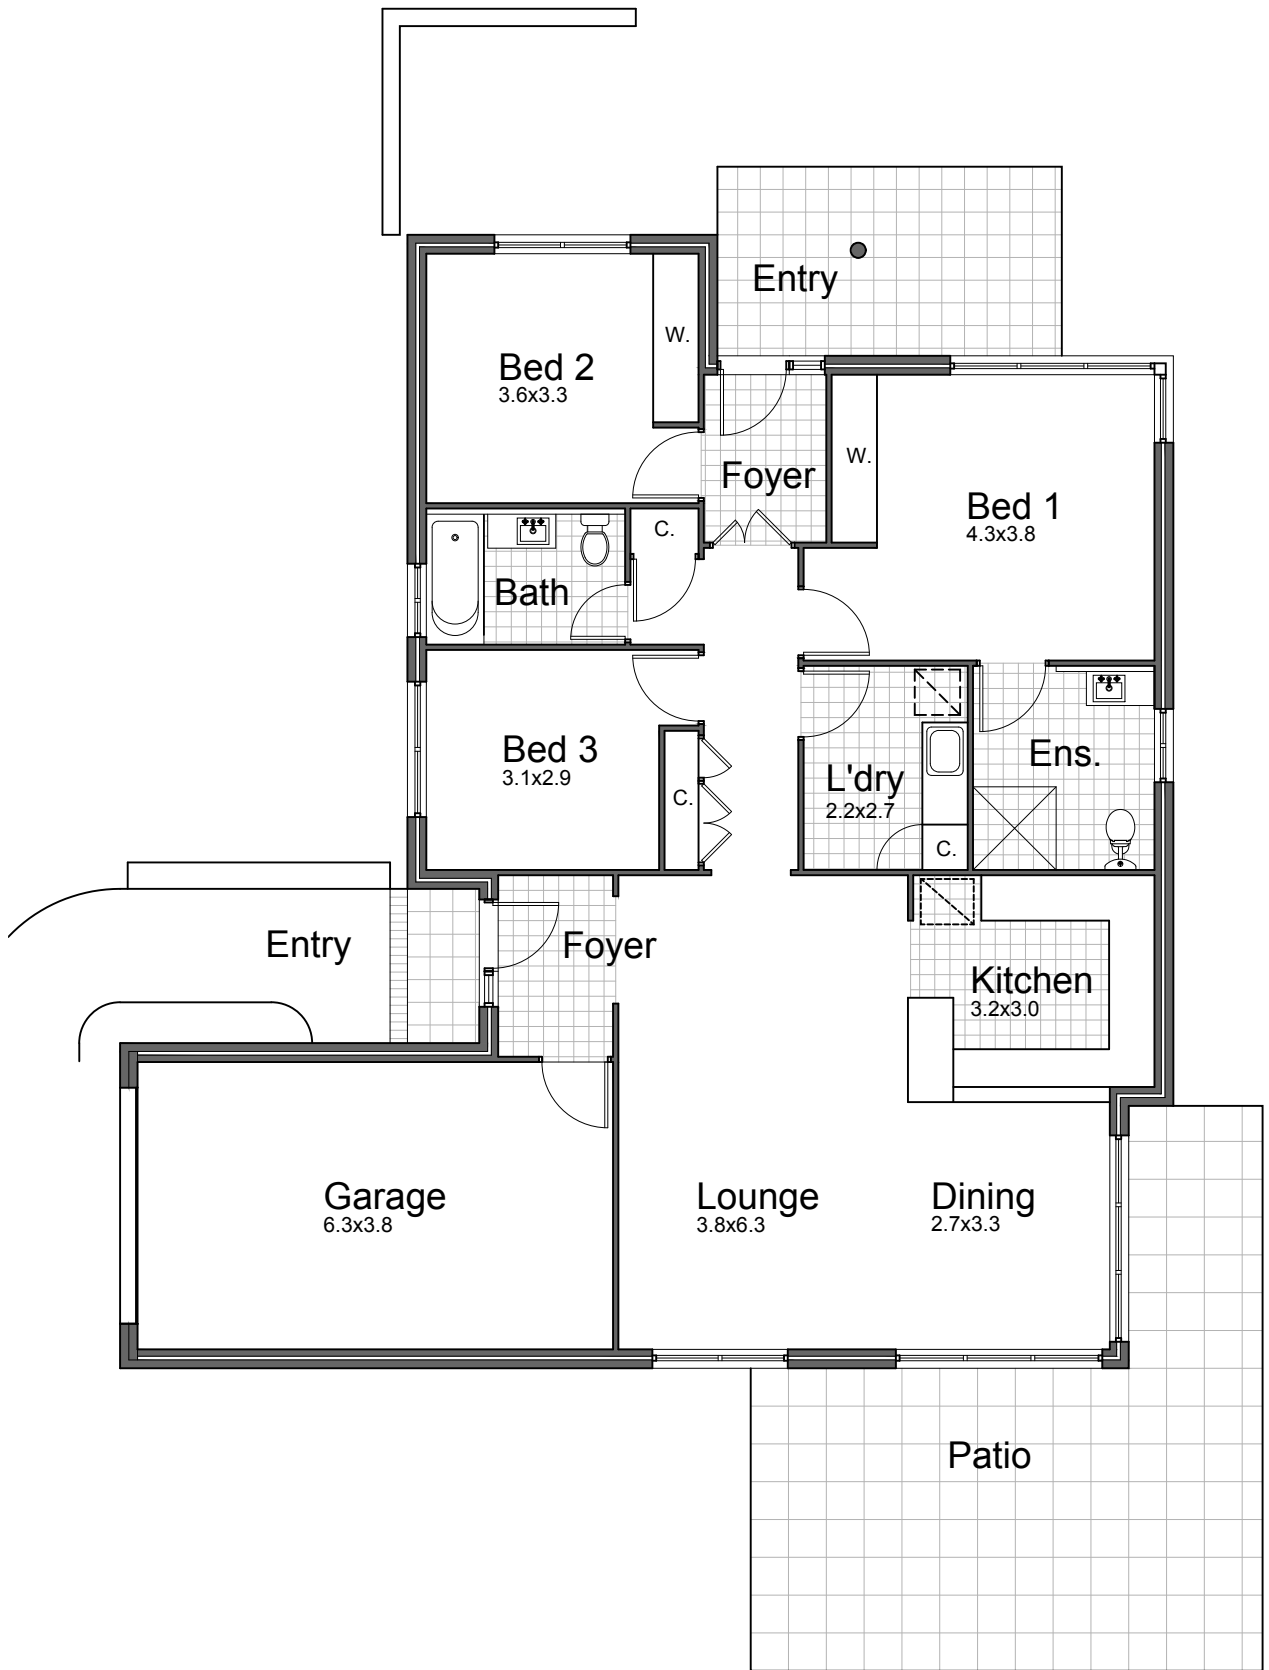 Entry
W.
Bed 2
3.6x3.3
W.
Foyer
Bed 1
4.3x3.8
C.
Bath
Bed 3
3.1x2.9
Ens.
L'dry
2.2x2.7
C.
C.
Entry
Foyer
Kitchen
3.2x3.0
Garage
6.3x3.8
Lounge
3.8x6.3
Dining
2.7x3.3
Patio